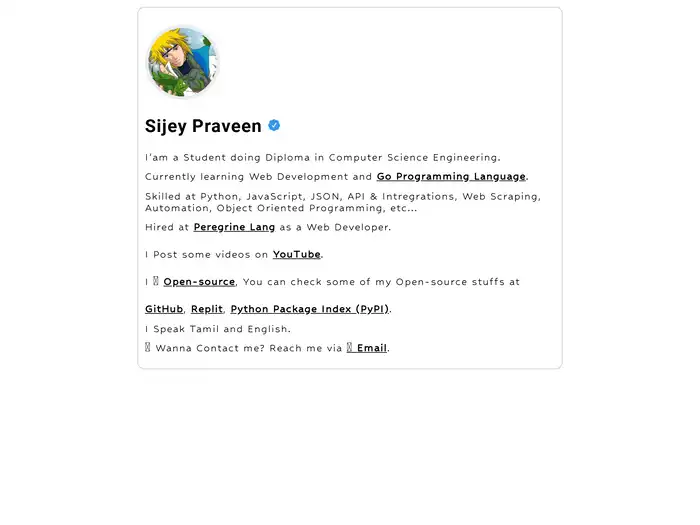 Sijey Praveen
I'am a Student doing Diploma in Computer Science Engineering.
Currently learning Web Development and Go Programming Language.
Skilled at Python, JavaScript, JSON, API & Intregrations, Web Scraping,
Automation, Object Oriented Programming, etc...
Hired at Peregrine Lang as a Web Developer.
I Post some videos on YouTube.
I Open-source, You can check some of my Open-source stuffs at
GitHub, Replit, Python Package Index (PyPI).
I Speak Tamil and English.
Wanna Contact me? Reach me via Email.